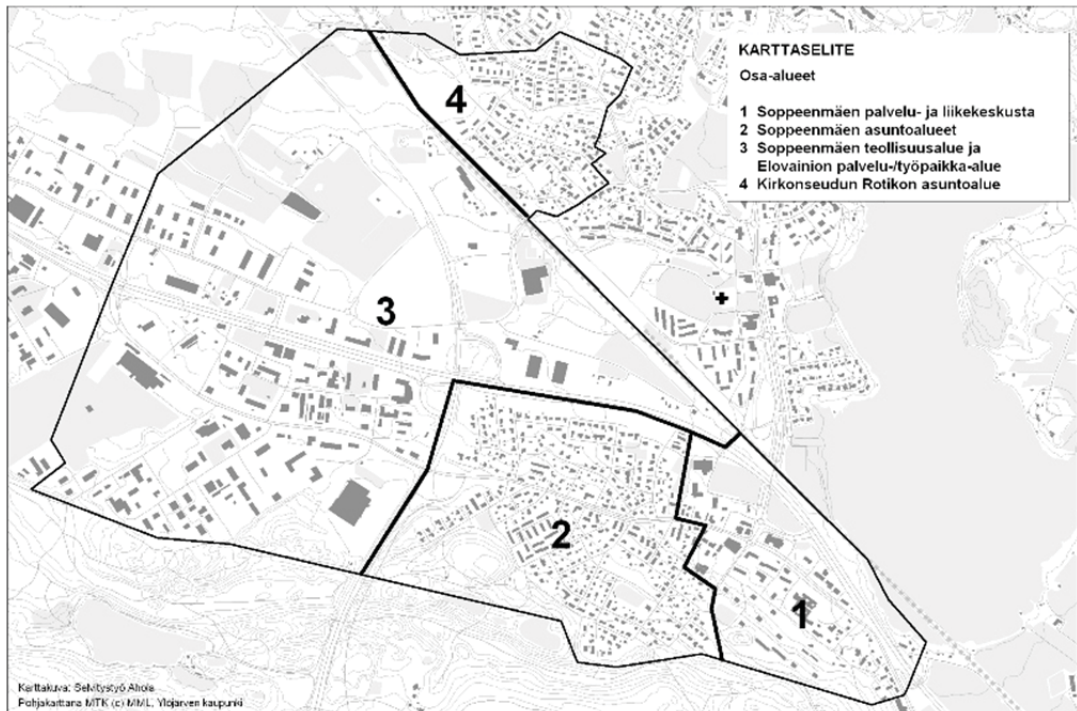 KARTTASELITE
Osa-alueet
1 Soppeenmäen palvelu- ja liikekeskusta
2 Soppeenmäen asuntoalueet
3 Soppeenmäen teollisuusalue ja
Elovainion palvelu-/työpaikka-alue
4 Kirkonseudun Rotikon asuntoalue
4
3
2
1
Karttakuva: Selvitystyö Ahola
Pohjakarttana MTK (c) MML, Ylöjärven kaupunki